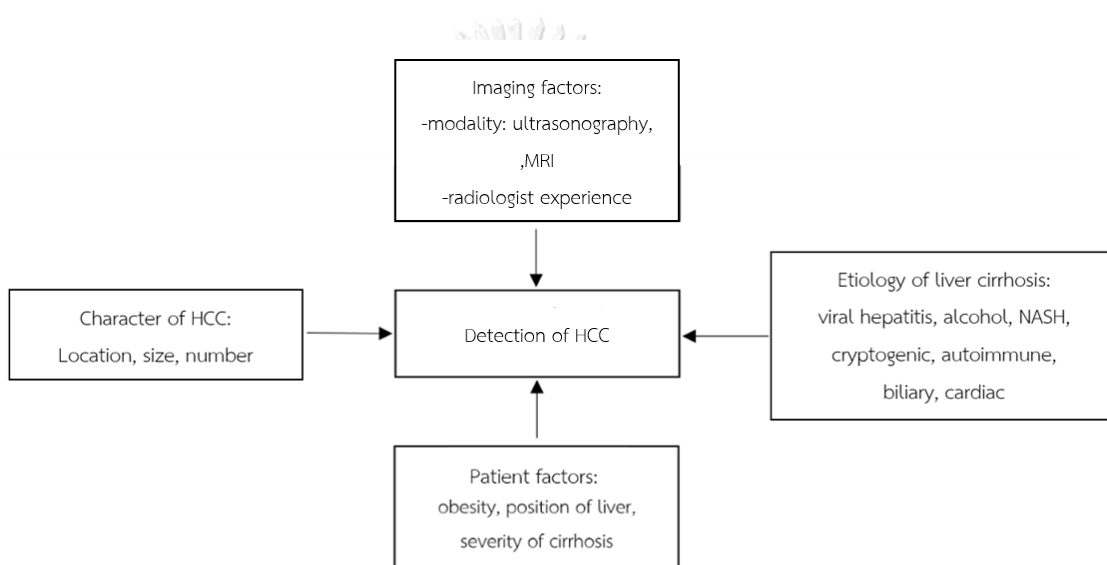 Imaging factors:
-modality: ultrasonography,
,MRI
-radiologist experience
Character of HCC:
Location, size, number
Detection of HCC
Etiology of liver cirrhosis:
viral hepatitis, alcohol, NASH,
cryptogenic, autoimmune,
biliary, cardiac
Patient factors:
obesity, position of liver,
severity of cirrhosis